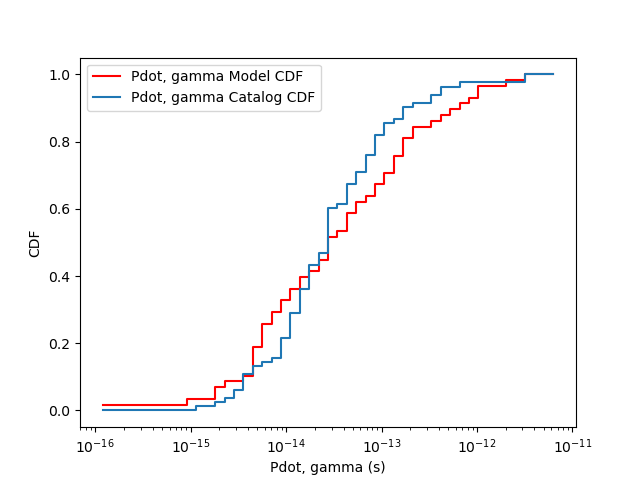 Pdot, gamma Model CDF
Pdot, gamma Catalog CDF
1.0
0.8
0.6
0.4
0.2
0.0
CDF
10⁻¹⁶ 10⁻¹⁵ 10⁻¹⁴ 10⁻¹³ 10⁻¹² 10⁻¹¹
Pdot, gamma (s)